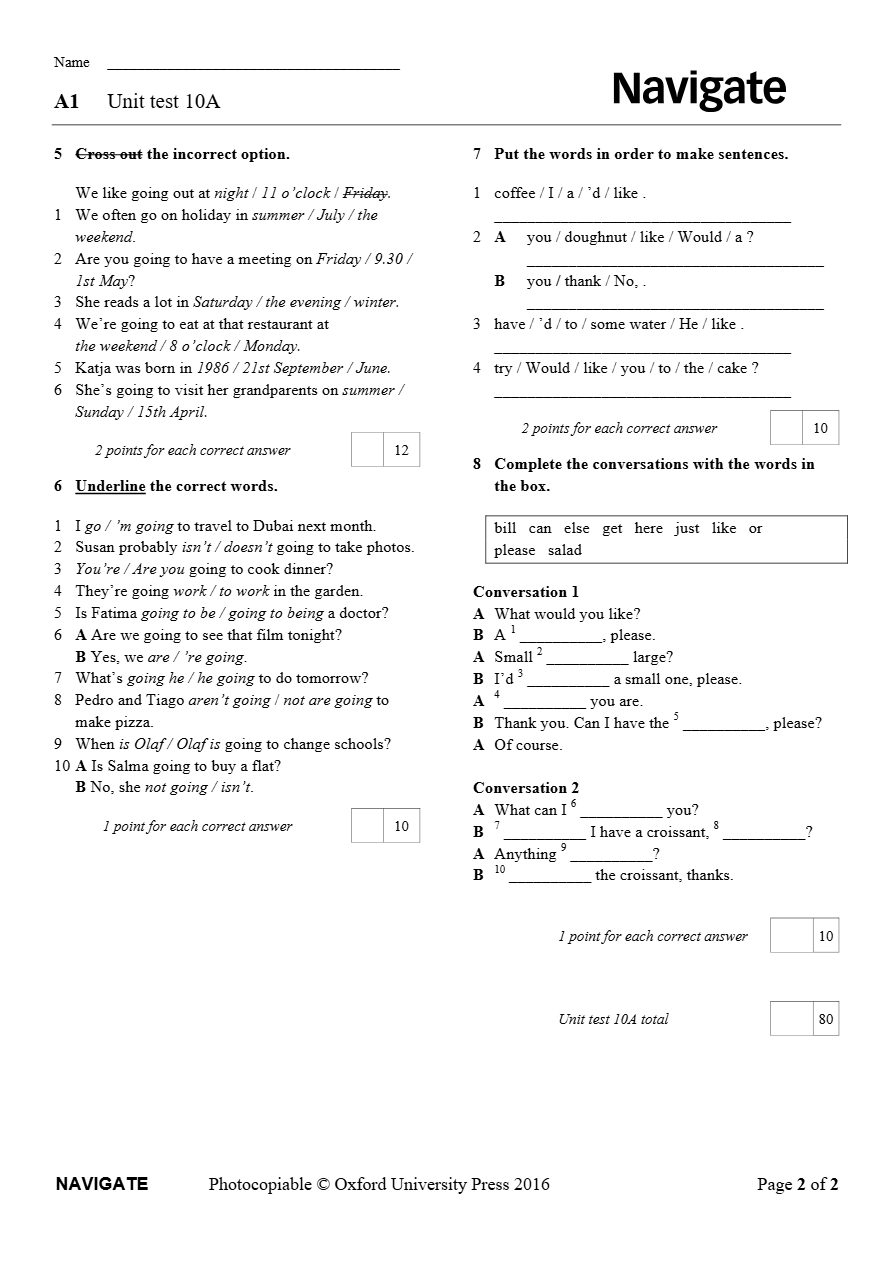 Name ______________________________________
A1 Unit test 10A
Navigate
5 Cross out the incorrect option.
We like going out at night / 11 o’clock / Friday.
1 We often go on holiday in summer / July / the
weekend.
2 Are you going to have a meeting on Friday / 9.30 /
1st May?
3 She reads a lot in Saturday / the evening / winter.
4 We’re going to eat at that restaurant at
the weekend / 8 o’clock / Monday.
5 Katja was born in 1986 / 21st September / June.
6 She’s going to visit her grandparents on summer /
Sunday / 15th April.
2 points for each correct answer 12
6 Underline the correct words.
1 I go / ’m going to travel to Dubai next month.
2 Susan probably isn’t / doesn’t going to take photos.
3 You’re / Are you going to cook dinner?
4 They’re going work / to work in the garden.
5 Is Fatima going to be / going to being a doctor?
6 A Are we going to see that film tonight?
B Yes, we are / ’re going.
7 What’s going he / he going to do tomorrow?
8 Pedro and Tiago aren’t going / not are going to
make pizza.
9 When is Olaf / Olaf is going to change schools?
10 A Is Salma going to buy a flat?
B No, she not going / isn’t.
1 point for each correct answer 10
7 Put the words in order to make sentences.
1 coffee / I / a / ’d / like .
____________________________________
2 A you / doughnut / like / Would / a ?
____________________________________
B you / thank / No, .
____________________________________
3 have / ’d / to / some water / He / like .
____________________________________
4 try / Would / like / you / to / the / cake ?
____________________________________
2 points for each correct answer 10
8 Complete the conversations with the words in
the box.
bill can else get here just like or
please salad
Conversation 1
A What would you like?
B A 1 __________, please.
A Small 2 __________ large?
B I’d 3 __________ a small one, please.
A 4 __________ you are.
B Thank you. Can I have the 5 __________, please?
A Of course.
Conversation 2
A What can I 6 __________ you?
B 7 __________ I have a croissant, 8 __________?
A Anything 9 __________?
B 10 __________ the croissant, thanks.
1 point for each correct answer 10
Unit test 10A total 80
NAVIGATE Photocopiable © Oxford University Press 2016 Page 2 of 2